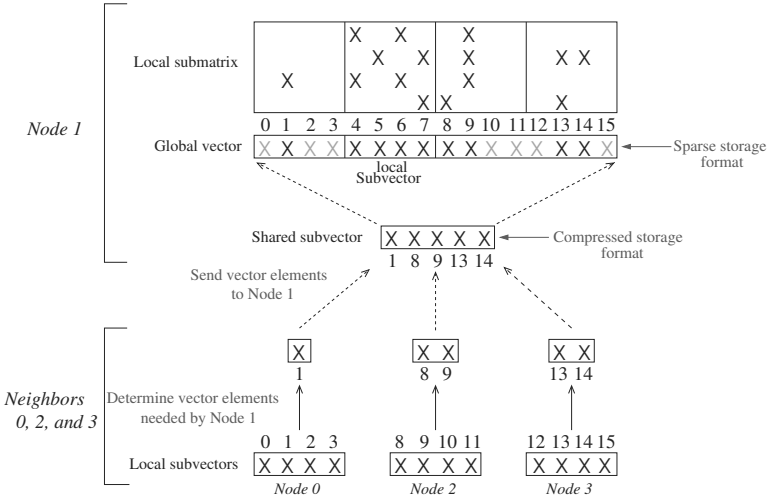 X X X
Local submatrix X X X X X
X X X X
X X X
Node 1
0 1 2 3 4 5 6 7 8 9 10 11 12 13 14 15
Global vector X X X X X X X X X X X X X X X X
Sparse storage
format
local
Subvector
Shared subvector X X X X X
Compressed storage
format
1 8 9 13 14
Send vector elements
to Node 1
X X X X X
1 8 9 13 14
Neighbors
0, 2, and 3
Determine vector elements
needed by Node 1
0 1 2 3 8 9 10 11 12 13 14 15
Local subvectors X X X X X X X X X X X X
Node 0 Node 2 Node 3